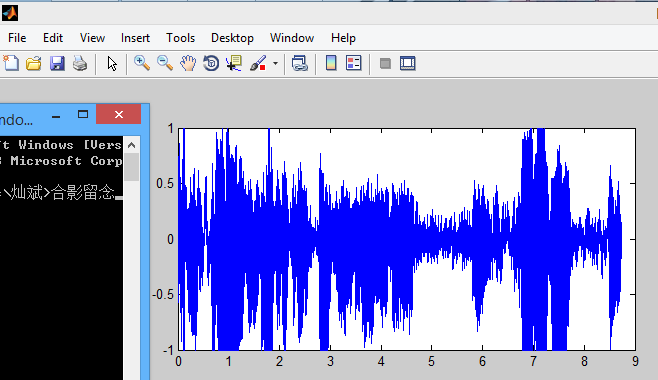 File Edit View Insert Tools Desktop Window Help
ndo...
't Windows [Vers
Microsoft Corp
\灿斌>合影留念
1
0.5
0
-0.5
-1
0 1 2 3 4 5 6 7 8 9